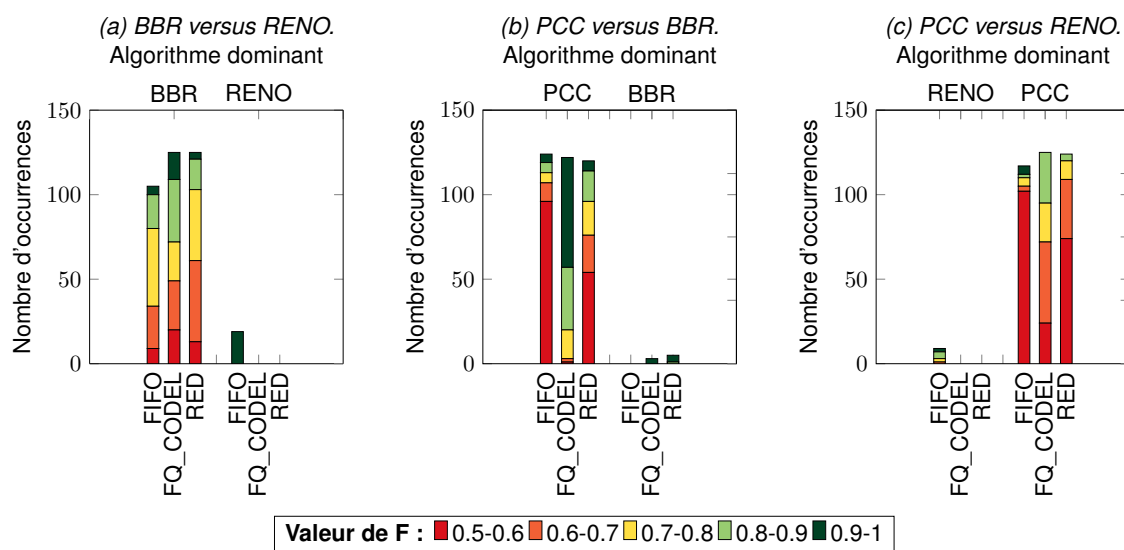 (a) BBR versus RENO.
Algorithme dominant
BBR RENO
150
100
50
0
Nombre d'occurrences
FIFO
FQ_CODEL
RED
FIFO
FQ_CODEL
RED
(b) PCC versus BBR.
Algorithme dominant
PCC BBR
150
100
50
0
Nombre d'occurrences
FIFO
FQ_CODEL
RED
FIFO
FQ_CODEL
RED
(c) PCC versus RENO.
Algorithme dominant
RENO PCC
150
100
50
0
Nombre d'occurrences
FIFO
FQ_CODEL
RED
FIFO
FQ_CODEL
RED
Valeur de F : 0.5-0.6 0.6-0.7 0.7-0.8 0.8-0.9 0.9-1